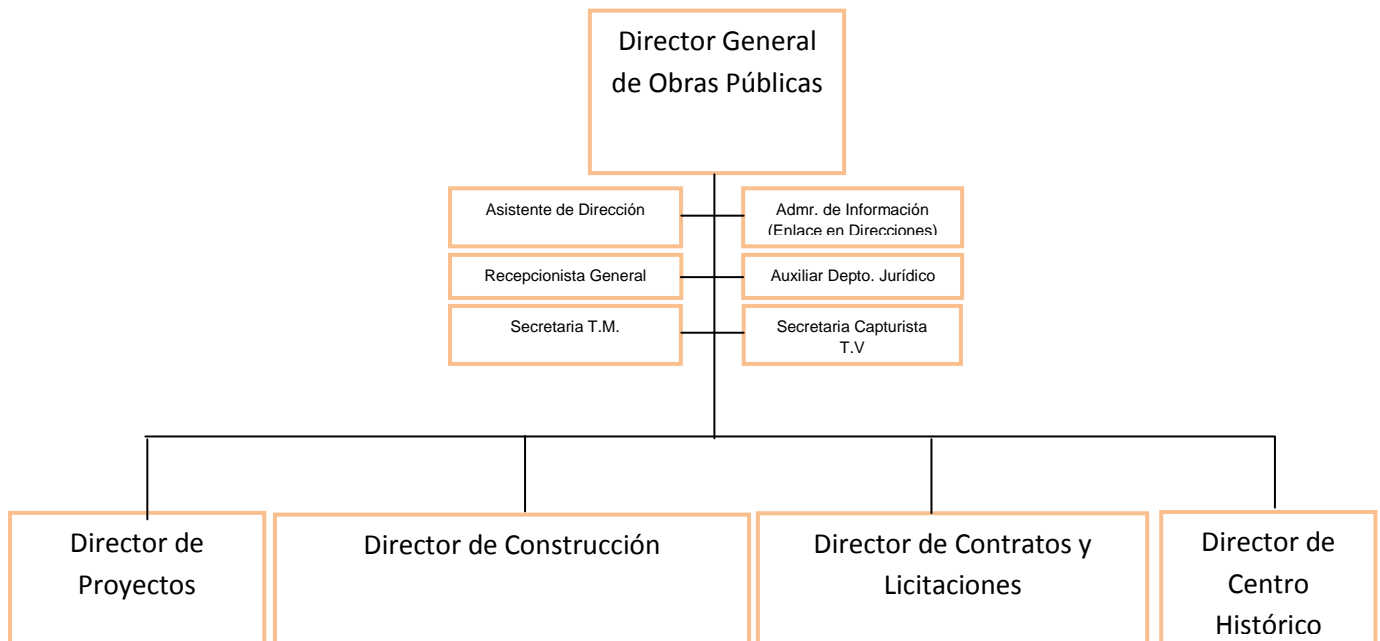 Director General
de Obras Públicas
Asistente de Dirección
Admr. de Información
(Enlace en Direcciones)
Recepcionista General
Auxiliar Depto. Jurídico
Secretaria T.M.
Secretaria Capturista
T.V
Director de
Proyectos
Director de Construcción
Director de Contratos y
Licitaciones
Director de
Centro
Histórico